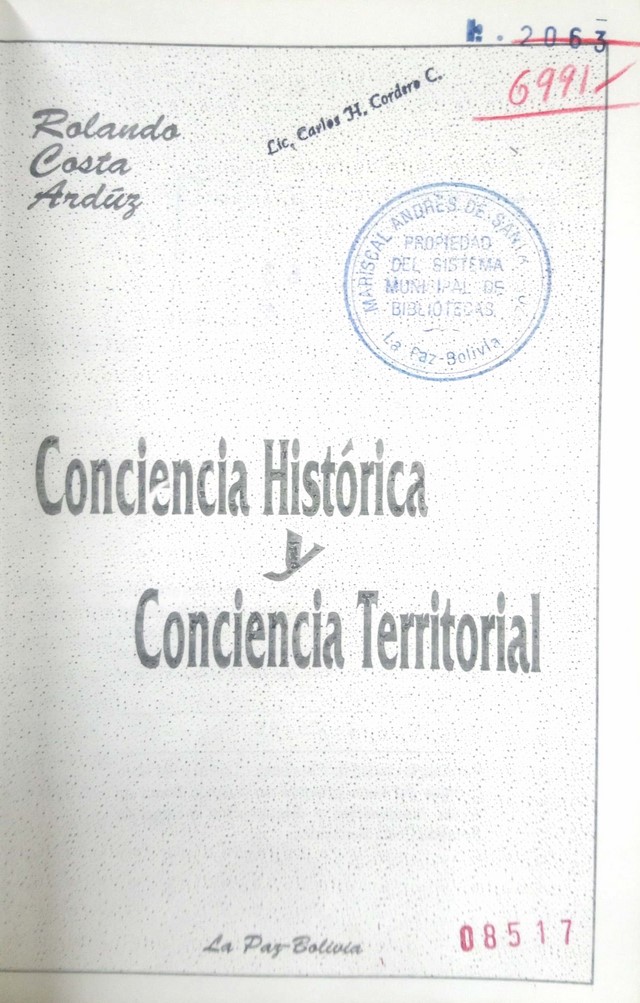 h. 2063
6991
Lic. Carlos H. Cordero C.
Rolando
Costa
Ardúz
MARISCAL ANDRÉS DE SANTA
PROPIEDAD
DEL SISTEMA
MUNICIPAL DE
BIBLIOTECAS
La Paz-Bolivia
Conciencia Histórica
y
Conciencia Territorial
La Paz-Bolivia
08517